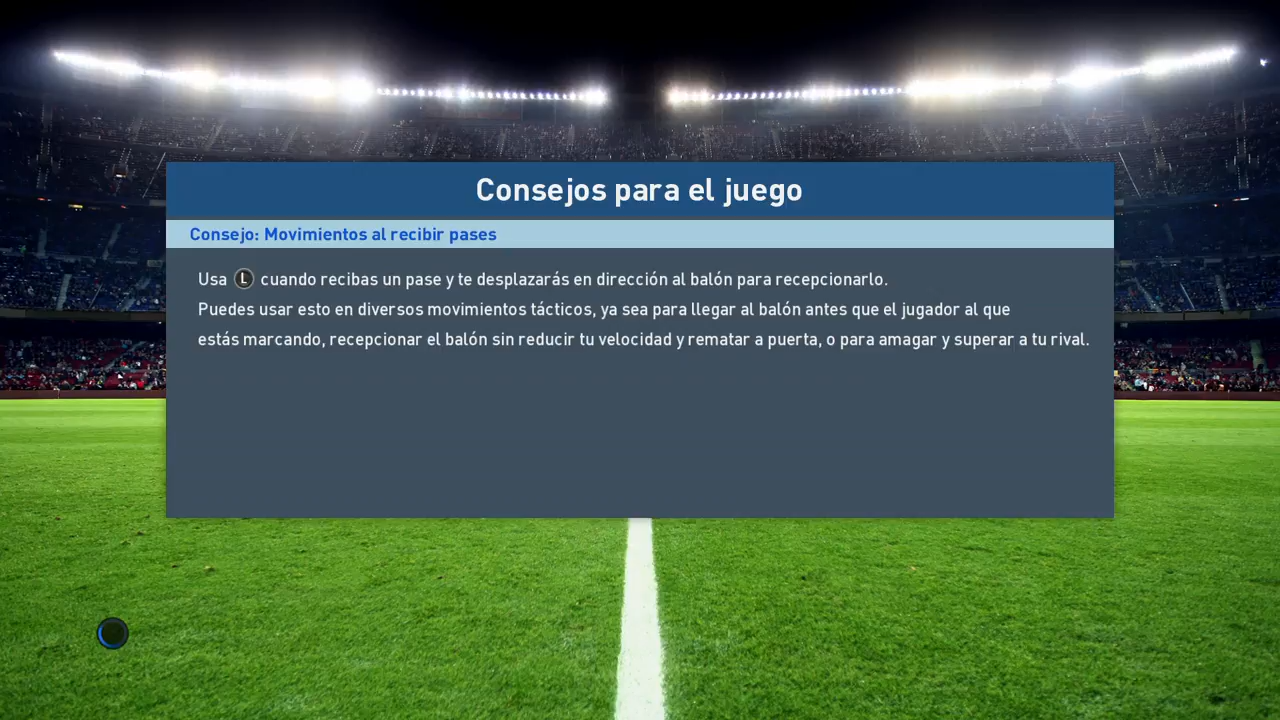 Consejos para el juego
Consejo: Movimientos al recibir pases
Usa L cuando recibas un pase y te desplazarás en dirección al balón para recepcionarlo.
Puedes usar esto en diversos movimientos tácticos, ya sea para llegar al balón antes que el jugador al que
estás marcando, recepcionar el balón sin reducir tu velocidad y rematar a puerta, o para amagar y superar a tu rival.